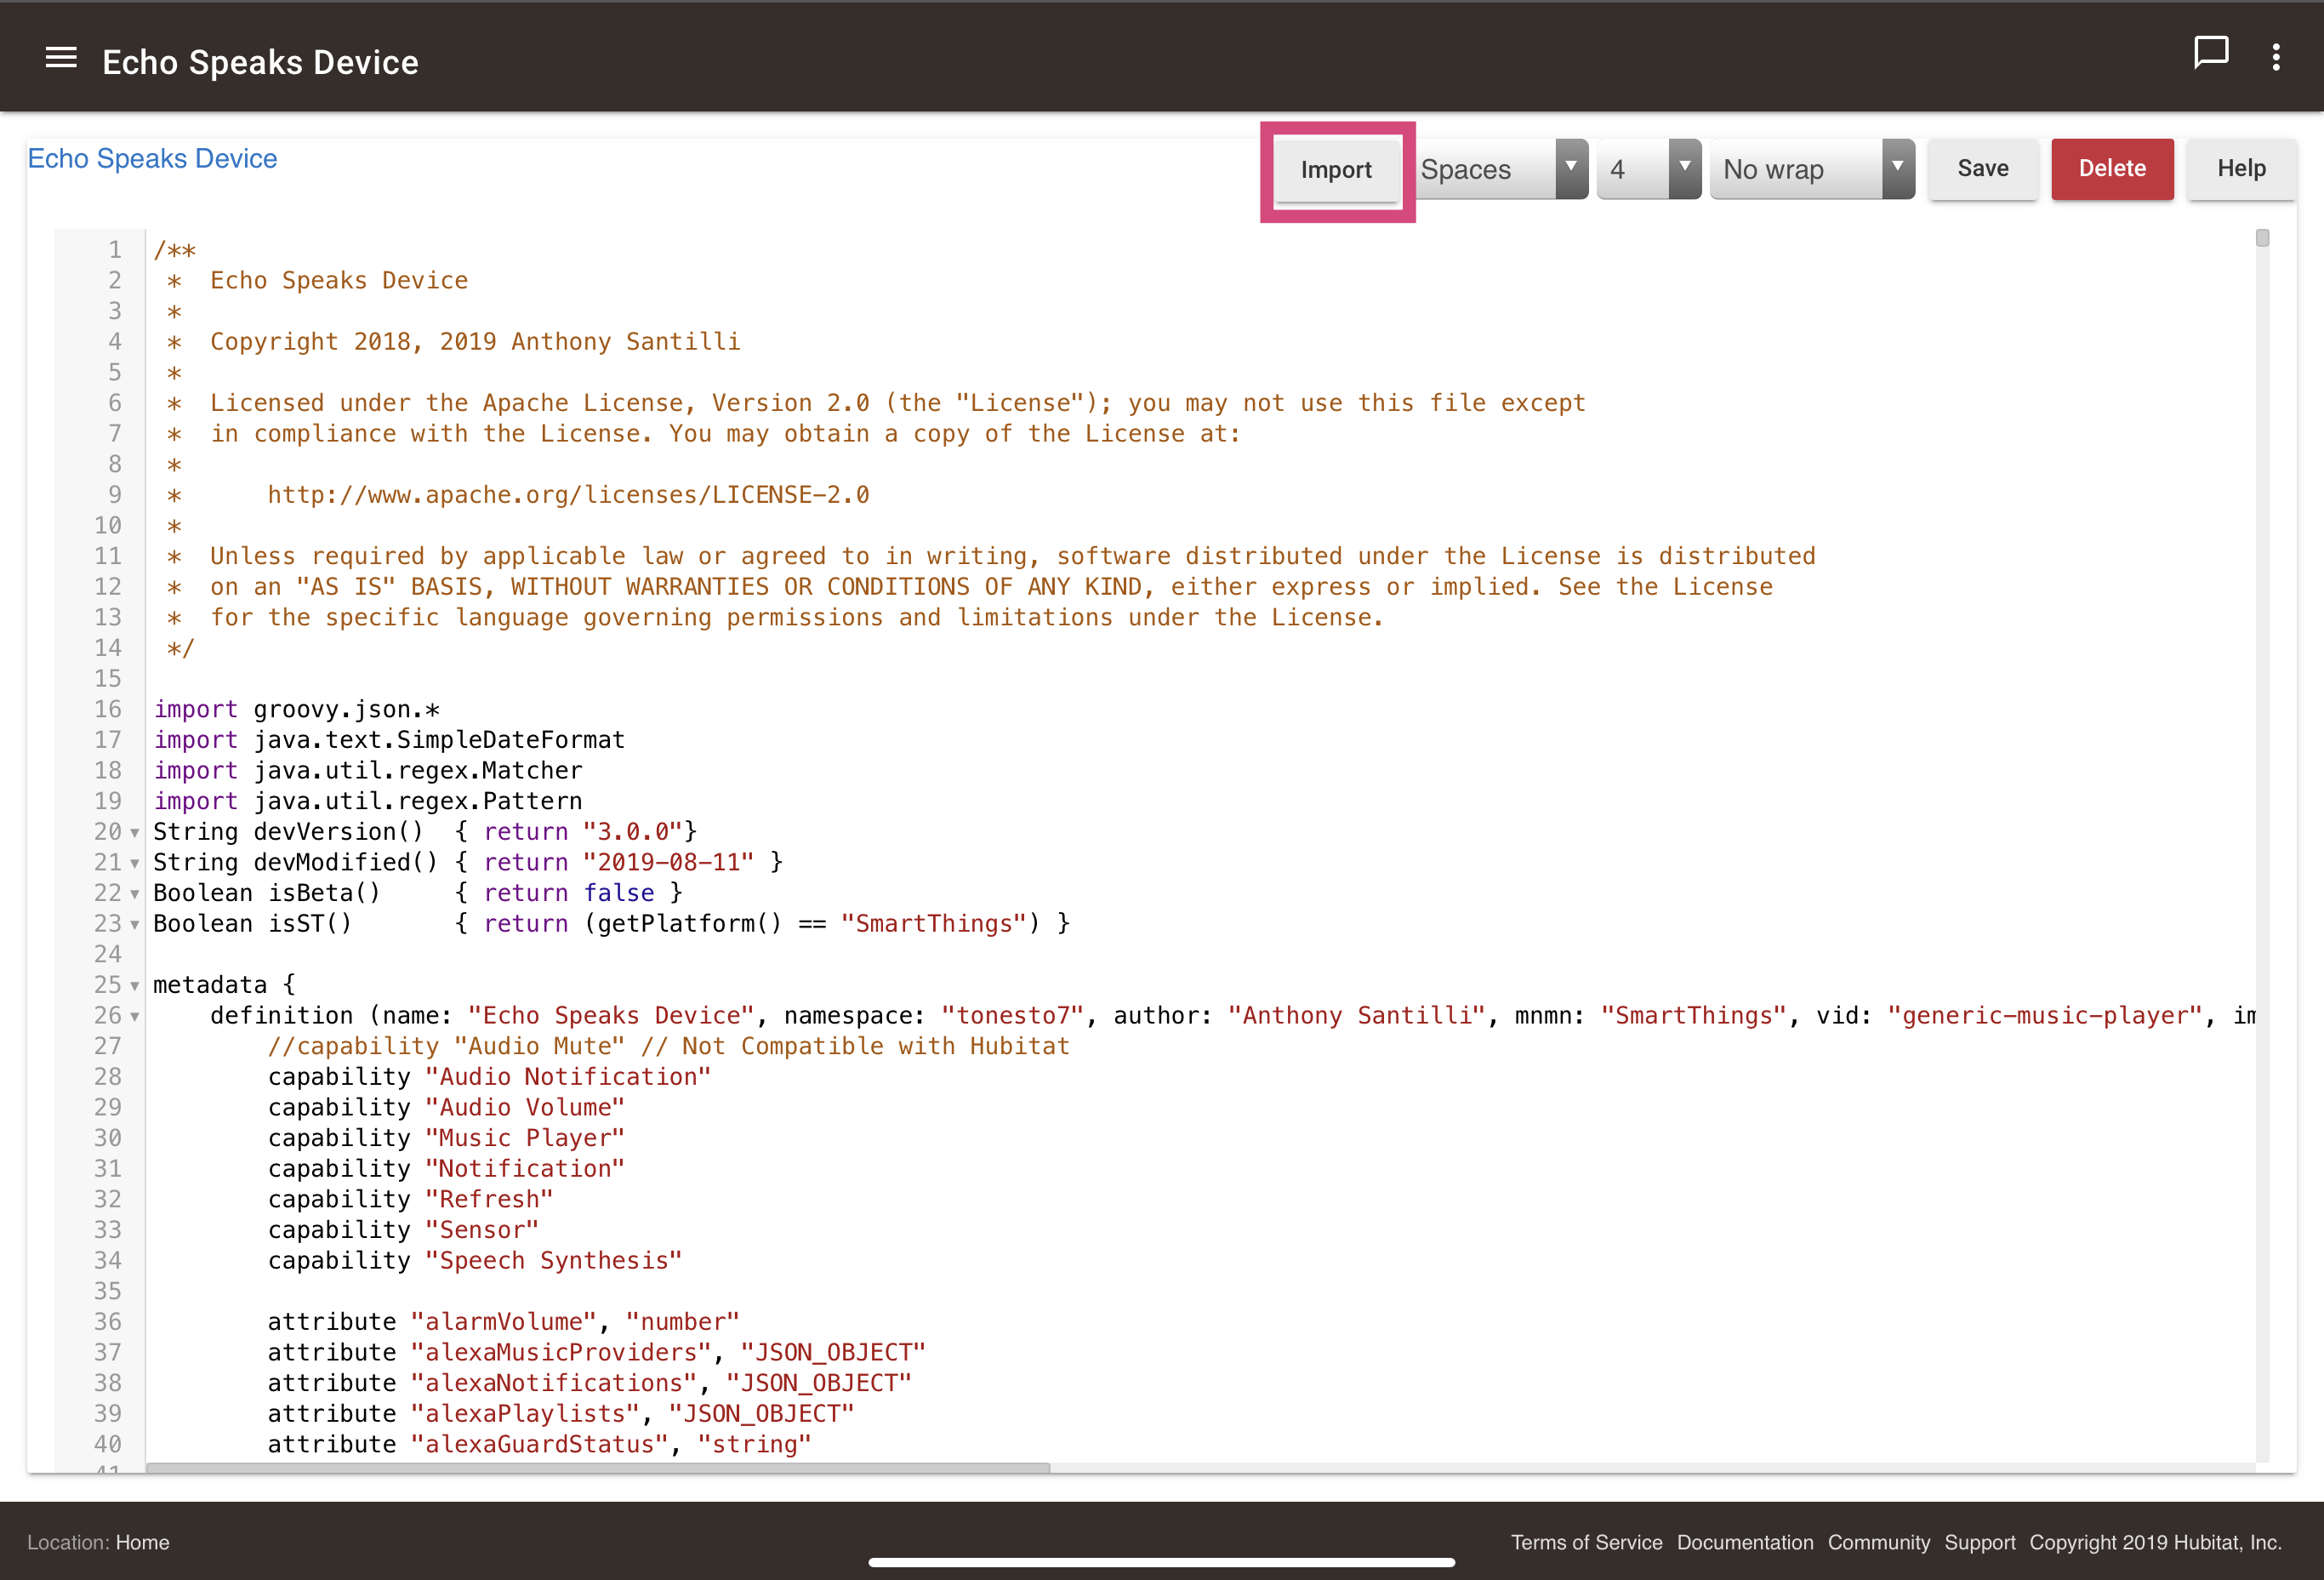 Echo Speaks Device
Echo Speaks Device
Import Spaces 4 No wrap Save Delete Help
1 /**
2  *  Echo Speaks Device
3  *
4  *  Copyright 2018, 2019 Anthony Santilli
5  *
6  *  Licensed under the Apache License, Version 2.0 (the "License"); you may not use this file except
7  *  in compliance with the License. You may obtain a copy of the License at:
8  *
9  *      http://www.apache.org/licenses/LICENSE-2.0
10  *
11  *  Unless required by applicable law or agreed to in writing, software distributed under the License is distributed
12  *  on an "AS IS" BASIS, WITHOUT WARRANTIES OR CONDITIONS OF ANY KIND, either express or implied. See the License
13  *  for the specific language governing permissions and limitations under the License.
14  */
15
16 import groovy.json.*
17 import java.text.SimpleDateFormat
18 import java.util.regex.Matcher
19 import java.util.regex.Pattern
20 String devVersion()  { return "3.0.0"}
21 String devModified() { return "2019-08-11" }
22 Boolean isBeta()     { return false }
23 Boolean isST()       { return (getPlatform() == "SmartThings") }
24
25 metadata {
26     definition (name: "Echo Speaks Device", namespace: "tonesto7", author: "Anthony Santilli", mnmn: "SmartThings", vid: "generic-music-player", im
27         //capability "Audio Mute" // Not Compatible with Hubitat
28         capability "Audio Notification"
29         capability "Audio Volume"
30         capability "Music Player"
31         capability "Notification"
32         capability "Refresh"
33         capability "Sensor"
34         capability "Speech Synthesis"
35
36         attribute "alarmVolume", "number"
37         attribute "alexaMusicProviders", "JSON_OBJECT"
38         attribute "alexaNotifications", "JSON_OBJECT"
39         attribute "alexaPlaylists", "JSON_OBJECT"
40         attribute "alexaGuardStatus", "string"
41
Location: Home Terms of Service Documentation Community Support Copyright 2019 Hubitat, Inc.